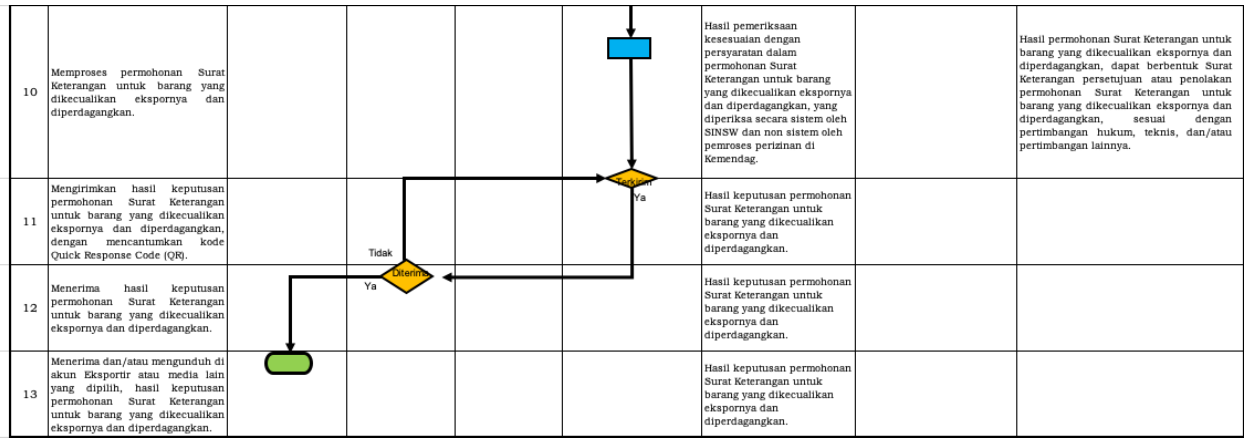 10
Memproses permohonan Surat
Keterangan untuk barang yang
dikecualikan ekspornya dan
diperdagangkan.
Hasil pemeriksaan
kesesuaian dengan
persyaratan dalam
permohonan Surat
Keterangan untuk barang
yang dikecualikan ekspornya
dan diperdagangkan, yang
diperiksa secara sistem oleh
SINSW dan non sistem oleh
pemroses perizinan di
Kemendag.
Hasil permohonan Surat Keterangan untuk
barang yang dikecualikan ekspornya dan
diperdagangkan, dapat berbentuk Surat
Keterangan persetujuan atau penolakan
permohonan Surat Keterangan untuk
barang yang dikecualikan ekspornya dan
diperdagangkan, sesuai dengan
pertimbangan hukum, teknis, dan/atau
pertimbangan lainnya.
Terkirim
Ya
11
Mengirimkan hasil keputusan
permohonan Surat Keterangan
untuk barang yang dikecualikan
ekspornya dan diperdagangkan,
dengan mencantumkan kode
Quick Response Code (QR).
Tidak
Hasil keputusan permohonan
Surat Keterangan untuk
barang yang dikecualikan
ekspornya dan
diperdagangkan.
12
Menerima hasil keputusan
permohonan Surat Keterangan
untuk barang yang dikecualikan
ekspornya dan diperdagangkan.
Diterima
Ya
Hasil keputusan permohonan
Surat Keterangan untuk
barang yang dikecualikan
ekspornya dan
diperdagangkan.
13
Menerima dan/atau mengunduh di
akun Eksportir atau media lain
yang dipilih, hasil keputusan
permohonan Surat Keterangan
untuk barang yang dikecualikan
ekspornya dan diperdagangkan.
Hasil keputusan permohonan
Surat Keterangan untuk
barang yang dikecualikan
ekspornya dan
diperdagangkan.